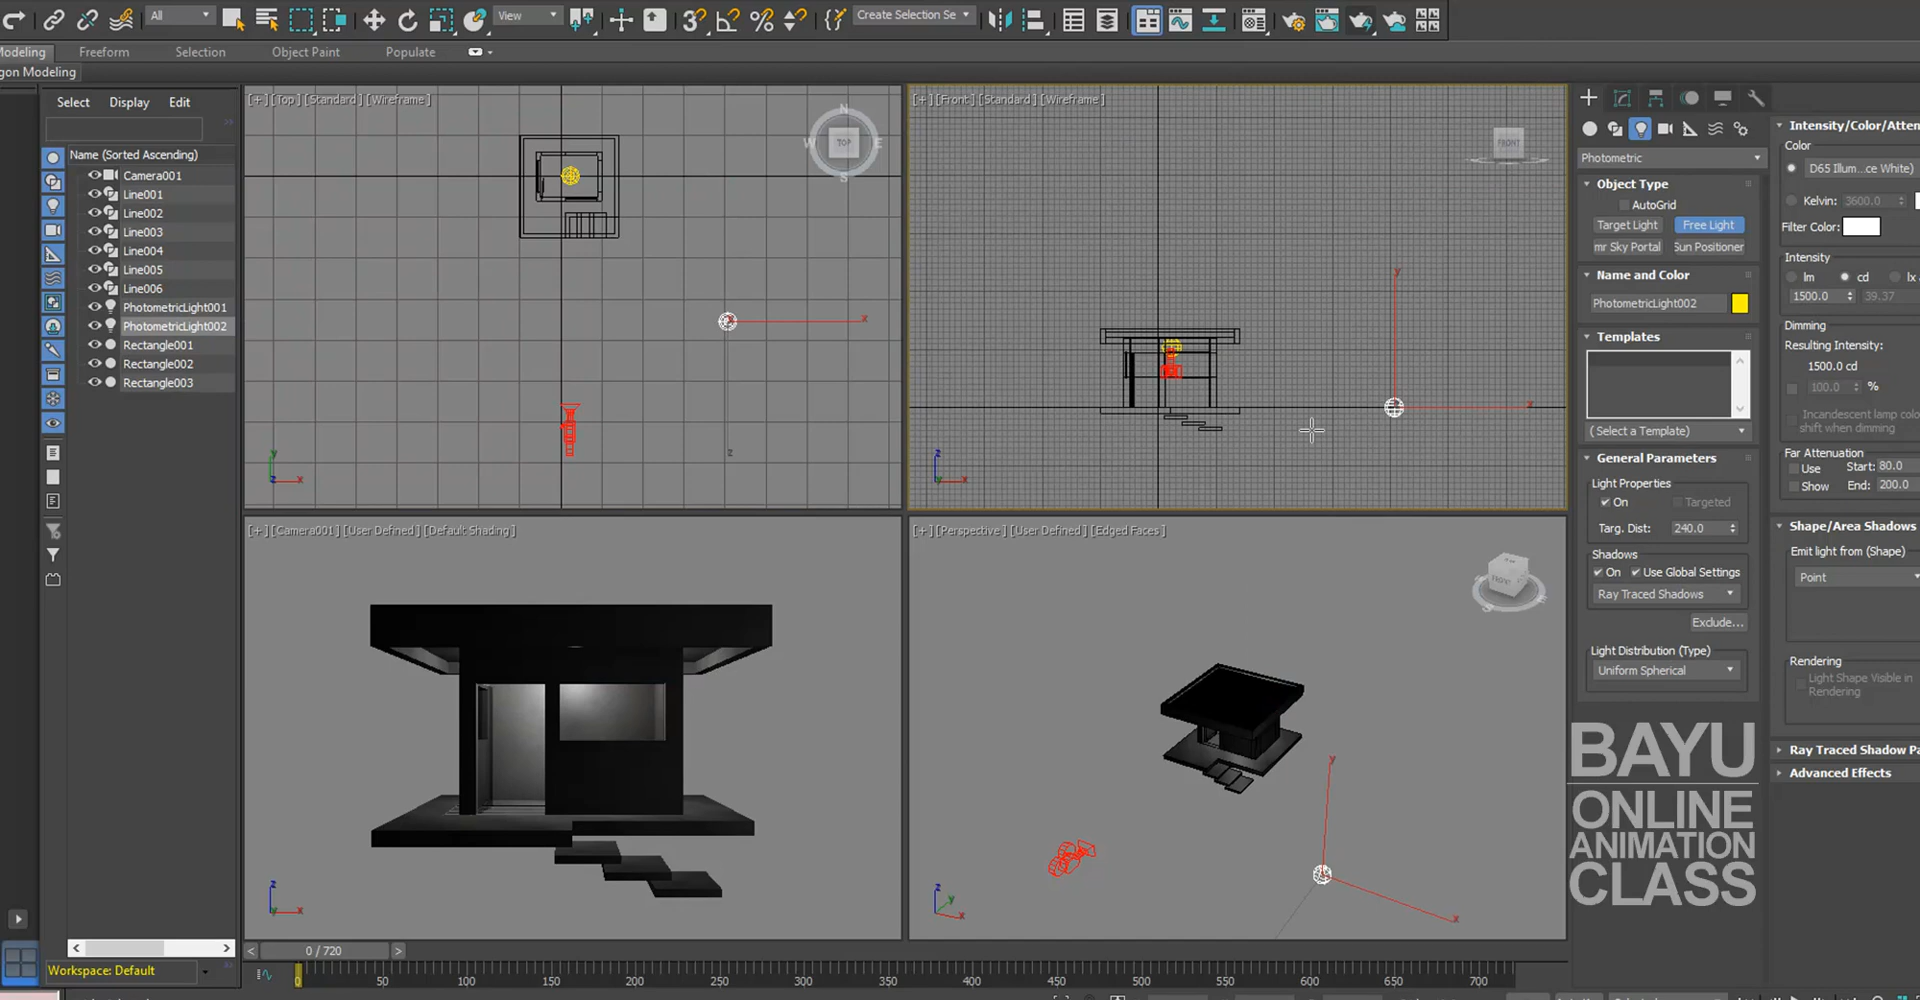 All
View
Create Selection Se
Modeling
Freeform
Selection
Object Paint
Populate
gon Modeling
Select
Display
Edit
Name (Sorted Ascending)
Camera001
Line001
Line002
Line003
Line004
Line005
Line006
PhotometricLight001
PhotometricLight002
Rectangle001
Rectangle002
Rectangle003
Workspace: Default
[+] [Top] [Standard] [Wireframe]
N
W
TOP
E
S
x
z
y
x
[+] [Front] [Standard] [Wireframe]
FRONT
y
x
z
x
[+] [Camera001] [User Defined] [Default Shading]
z
x
[+] [Perspective] [User Defined] [Edged Faces]
FRONT
S
E
y
x
z
y
x
< 0 / 720 >
0 50 100 150 200 250 300 350 400 450 500 550 600 650 700
Photometric
Object Type
AutoGrid
Target Light
Free Light
mr Sky Portal
Sun Positioner
Name and Color
PhotometricLight002
Templates
(Select a Template)
General Parameters
Light Properties
On
Targeted
Targ. Dist: 240.0
Shadows
On
Use Global Settings
Ray Traced Shadows
Exclude...
Light Distribution (Type)
Uniform Spherical
Intensity/Color/Atten
Color
D65 Illum...ce White)
Kelvin: 3600.0
Filter Color:
Intensity
lm
cd
lx
1500.0
39.37
Dimming
Resulting Intensity:
1500.0 cd
100.0 %
Incandescent lamp colo
shift when dimming
Far Attenuation
Use Start: 80.0
Show End: 200.0
Shape/Area Shadows
Emit light from (Shape)
Point
Rendering
Light Shape Visible in
Rendering
Ray Traced Shadow Pa
Advanced Effects
BAYU
ONLINE
ANIMATION
CLASS